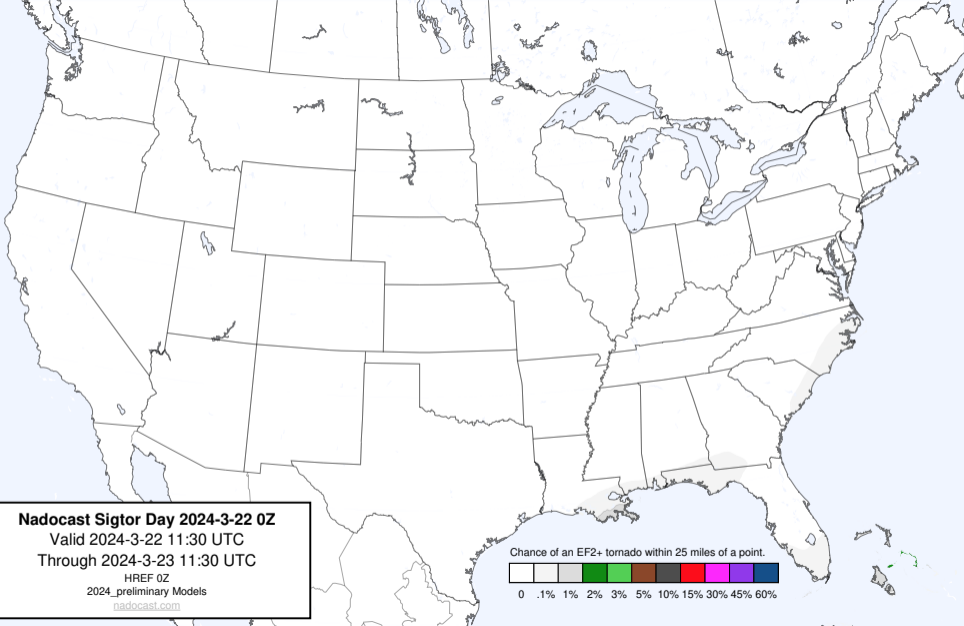 Nadocast Sigtor Day 2024-3-22 0Z
Valid 2024-3-22 11:30 UTC
Through 2024-3-23 11:30 UTC
HREF 0Z
2024_preliminary Models
nadocast.com
Chance of an EF2+ tornado within 25 miles of a point.
0 .1% 1% 2% 3% 5% 10% 15% 30% 45% 60%